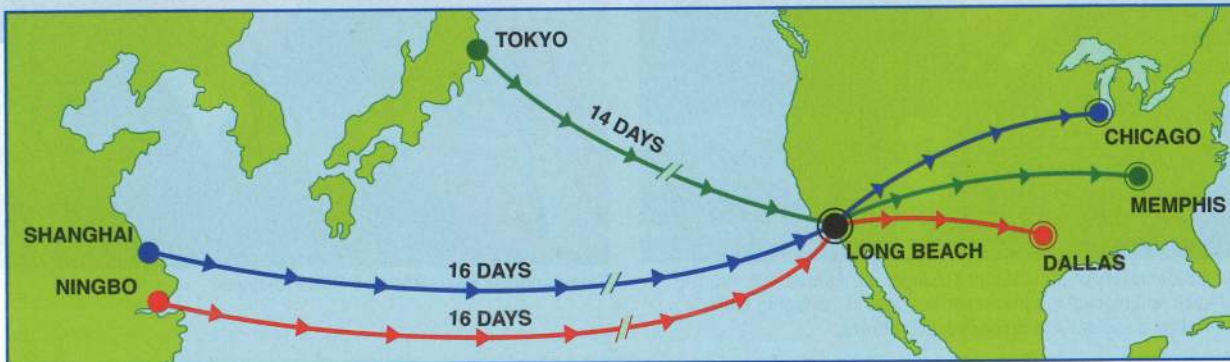 TOKYO
14 DAYS
CHICAGO
MEMPHIS
SHANGHAI
LONG BEACH
DALLAS
16 DAYS
NINGBO
16 DAYS